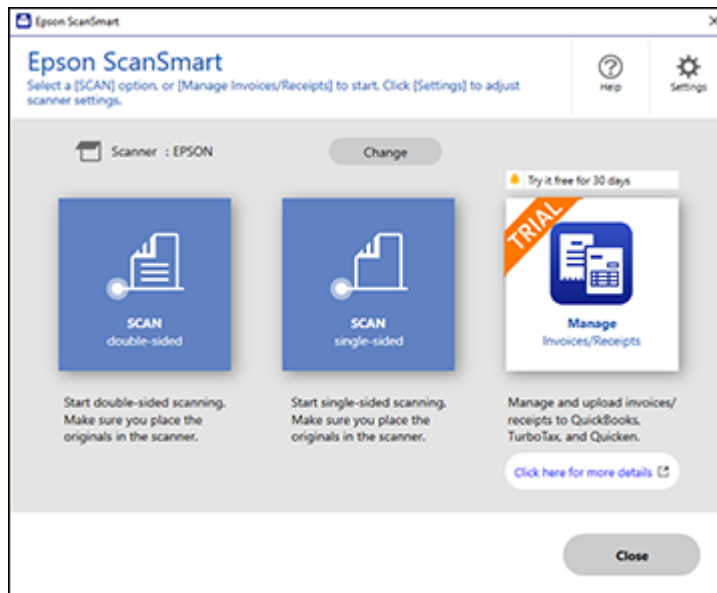 Epson ScanSmart
Epson ScanSmart
Select a [SCAN] option, or [Manage Invoices/Receipts] to start. Click [Settings] to adjust
scanner settings.
Help
Settings
Scanner : EPSON
Change
Try it free for 30 days
SCAN
double-sided
SCAN
single-sided
TRIAL
Manage
Invoices/Receipts
Start double-sided scanning.
Make sure you place the
originals in the scanner.
Start single-sided scanning.
Make sure you place the
originals in the scanner.
Manage and upload invoices/
receipts to QuickBooks,
TurboTax, and Quicken.
Click here for more details
Close